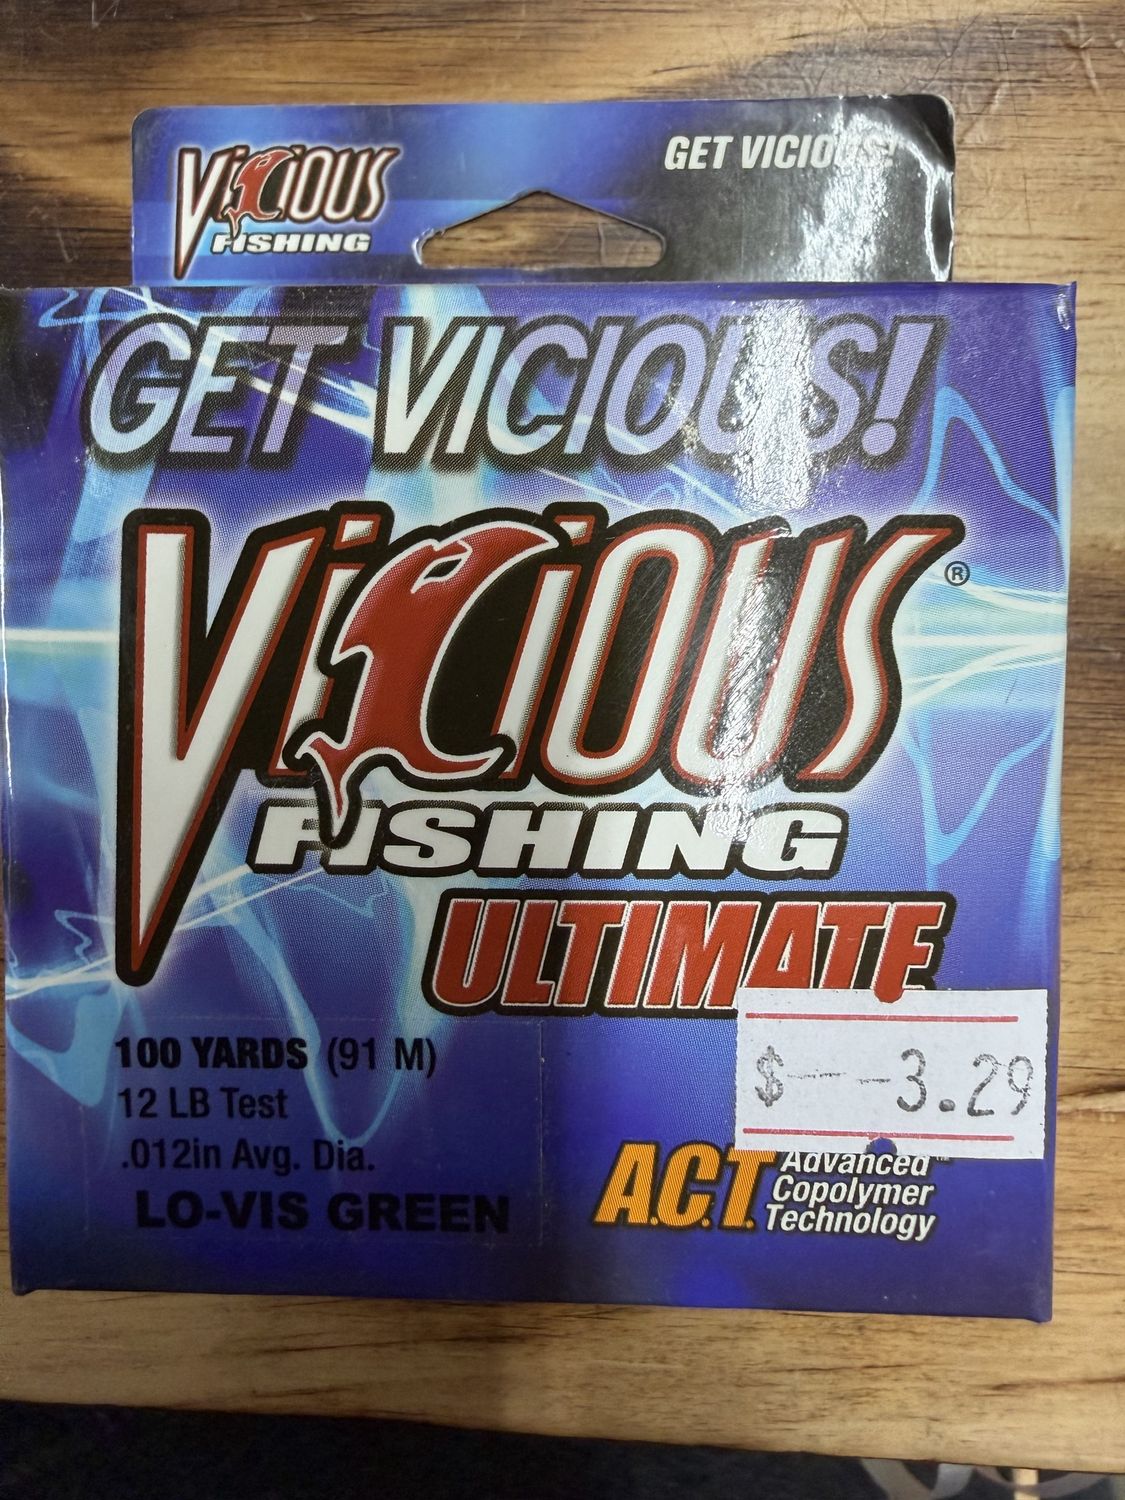 VICIOUS
FISHING
GET VICIOUS!
GET VICIOUS!
VICIOUS®
FISHING
ULTIMATE
100 YARDS (91 M)
12 LB Test
.012in Avg. Dia.
LO-VIS GREEN
$ - - 3.29
A.C.T.
Advanced™
Copolymer
Technology